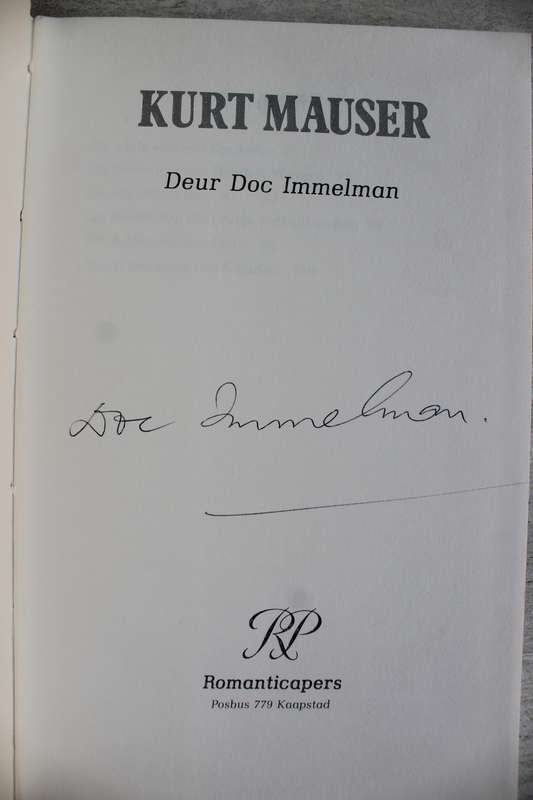 KURT MAUSER
Deur Doc Immelman
Doc Immelman.
RP
Romanticapers
Posbus 779 Kaapstad